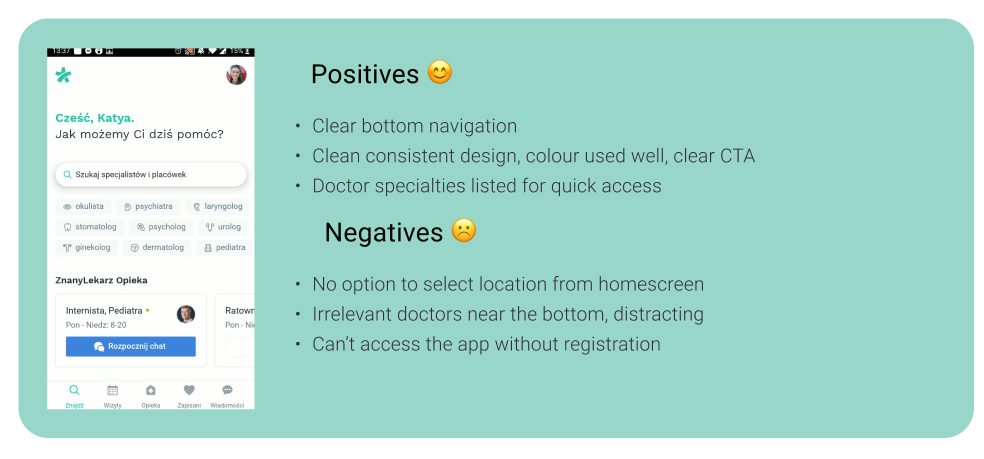 13:37
15%
Cześć, Katya.
Jak możemy Ci dziś pomóc?
Szukaj specjalistów i placówek
okulista psychiatra laryngolog
stomatolog psycholog urolog
ginekolog dermatolog pediatra
ZnanyLekarz Opieka
Internista, Pediatra
Pon - Niedz: 8-20
Rozpocznij chat
Ratown
Pon - Ni
Znajdź Wizyty Opieka Zapisani Wiadomości
Positives 😊
• Clear bottom navigation
• Clean consistent design, colour used well, clear CTA
• Doctor specialties listed for quick access
Negatives ☹️
• No option to select location from homescreen
• Irrelevant doctors near the bottom, distracting
• Can’t access the app without registration